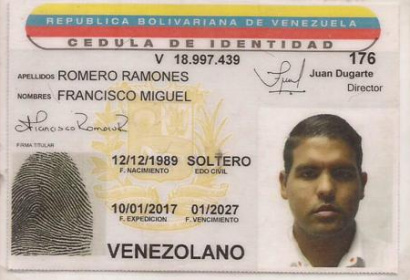 REPUBLICA BOLIVARIANA DE VENEZUELA
CEDULA DE IDENTIDAD
V 18.997.439
176
APELLIDOS ROMERO RAMONES
Juan Dugarte
Director
NOMBRES FRANCISCO MIGUEL
Francisco Romero R
FIRMA TITULAR
12/12/1989 SOLTERO
F. NACIMIENTO EDO CIVIL
10/01/2017 01/2027
F. EXPEDICION F. VENCIMIENTO
VENEZOLANO